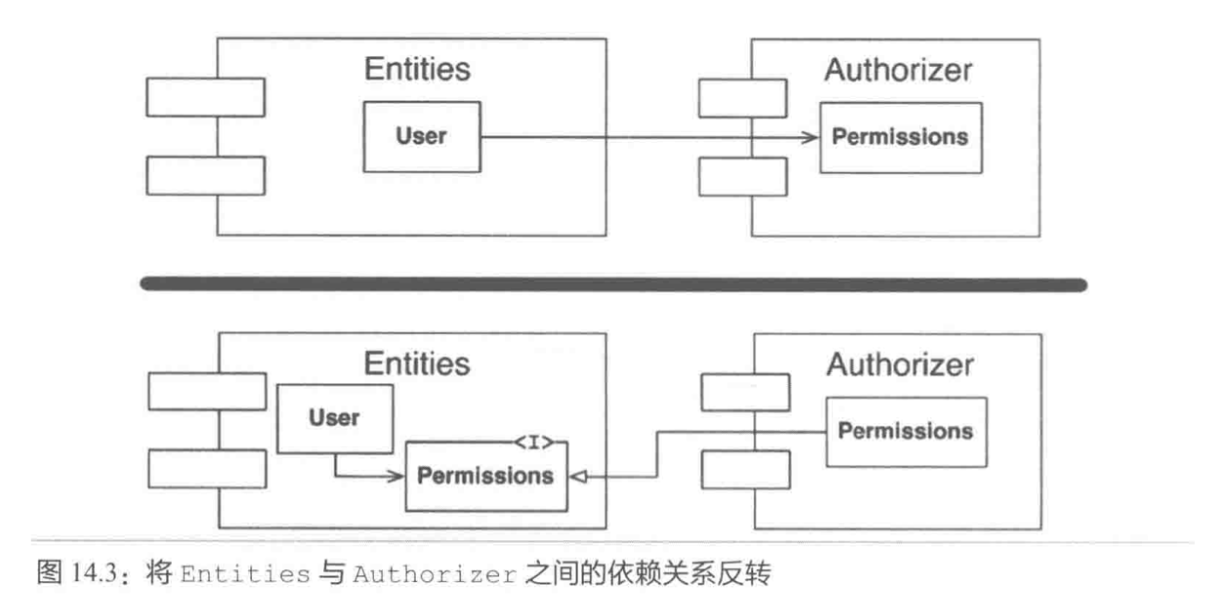 Entities
Authorizer
User
Permissions
Entities
Authorizer
User
Permissions
<I>
Permissions
图 14.3：将 Entities 与 Authorizer 之间的依赖关系反转